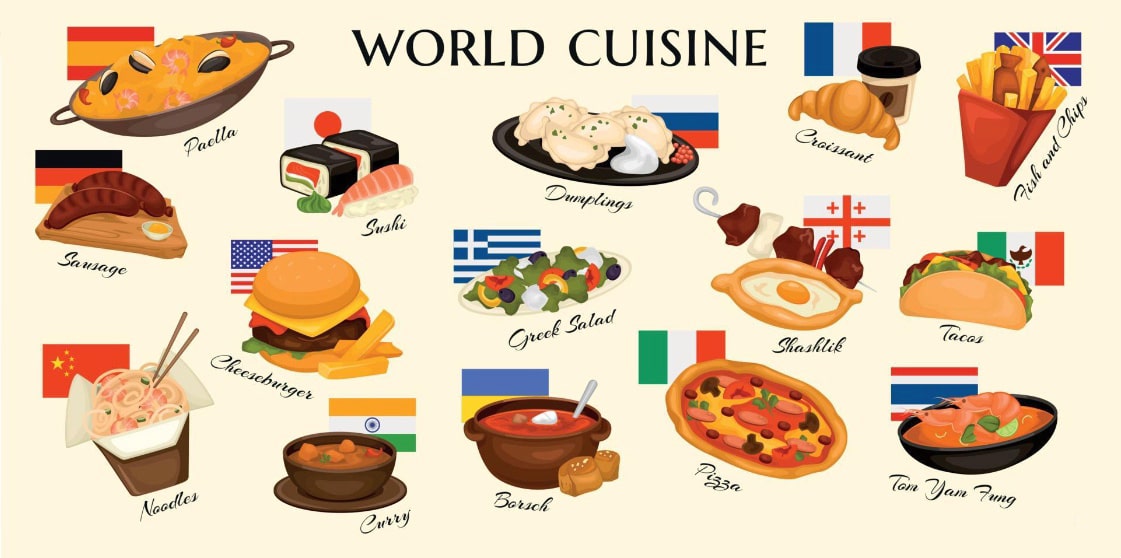 WORLD CUISINE
Paella
Sushi
Dumplings
Croissant
Fish and Chips
Sausage
Cheeseburger
Greek Salad
Shashlik
Tacos
Noodles
Curry
Borsch
Pizza
Tom Yam Fung